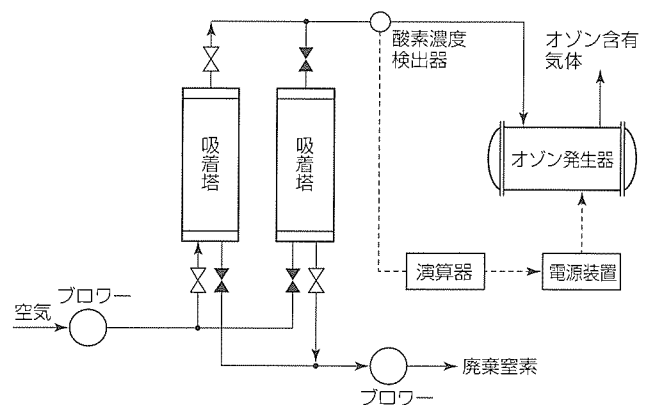 酸素濃度
検出器
オゾン含有
気体
吸着塔
吸着塔
オゾン発生器
演算器
電源装置
ブロワー
空気
廃棄窒素
ブロワー